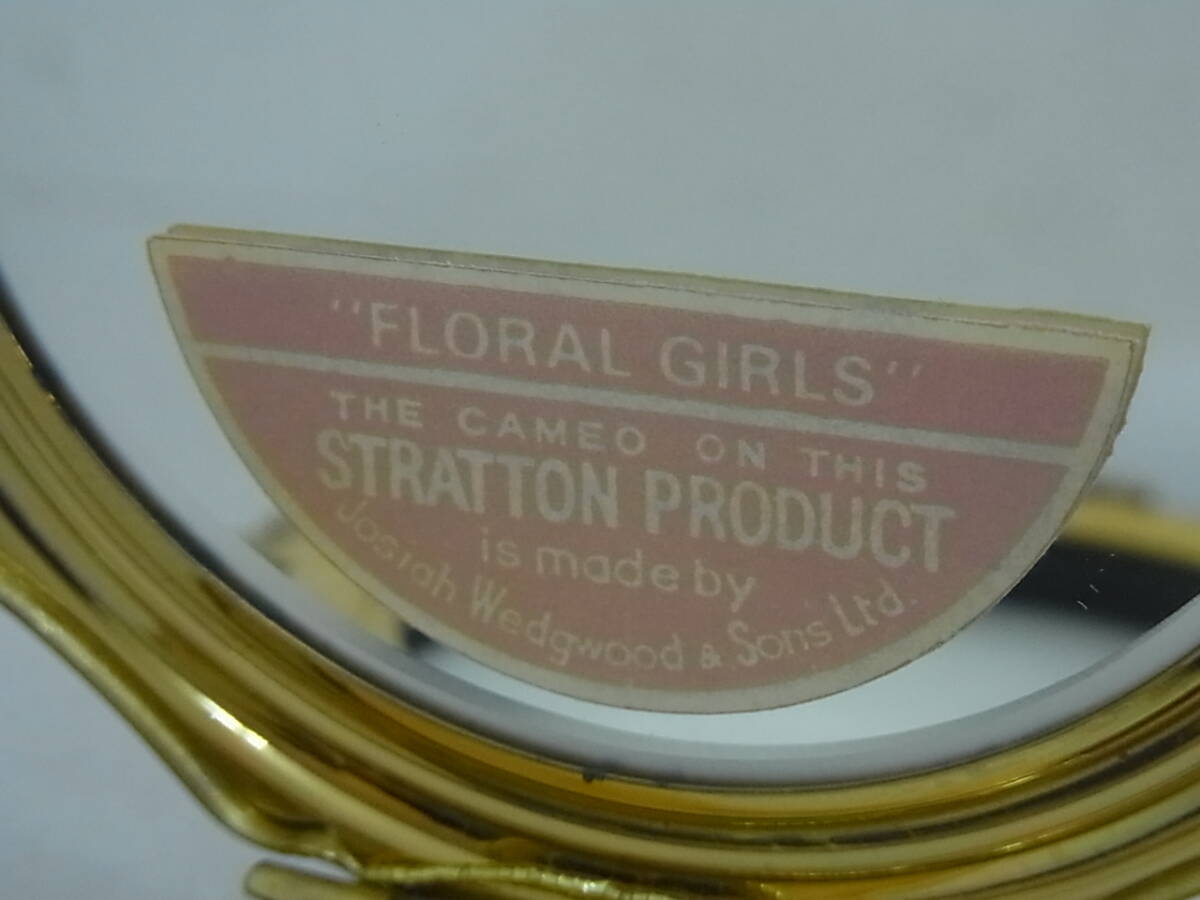 "FLORAL GIRLS"
THE CAMEO ON THIS
STRATTON PRODUCT
is made by
Josiah Wedgwood & Sons Ltd.